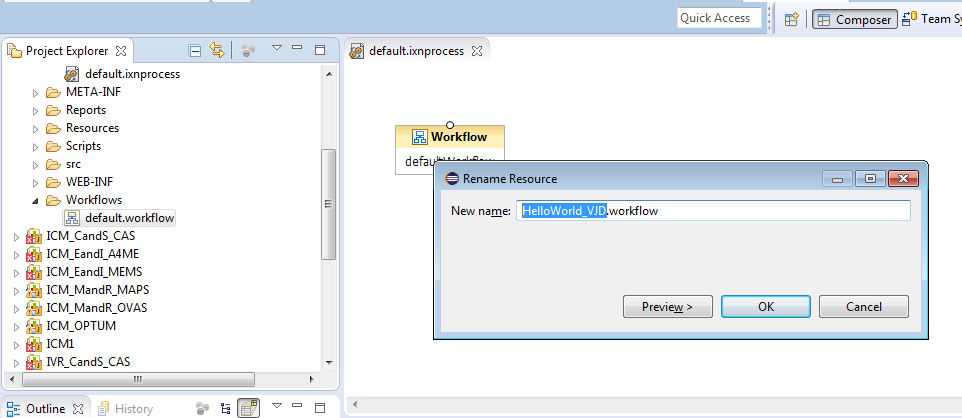 Quick Access
Composer
Team Sy
Project Explorer
default.ixnprocess
META-INF
Reports
Resources
Scripts
src
WEB-INF
Workflows
default.workflow
ICM_CandS_CAS
ICM_EandI_A4ME
ICM_EandI_MEMS
ICM_MandR_MAPS
ICM_MandR_OVAS
ICM_OPTUM
ICM1
IVR_CandS_CAS
Outline
History
default.ixnprocess
Workflow
defaultWorkflow
Rename Resource
New name: HelloWorld_VJD.workflow
Preview >
OK
Cancel